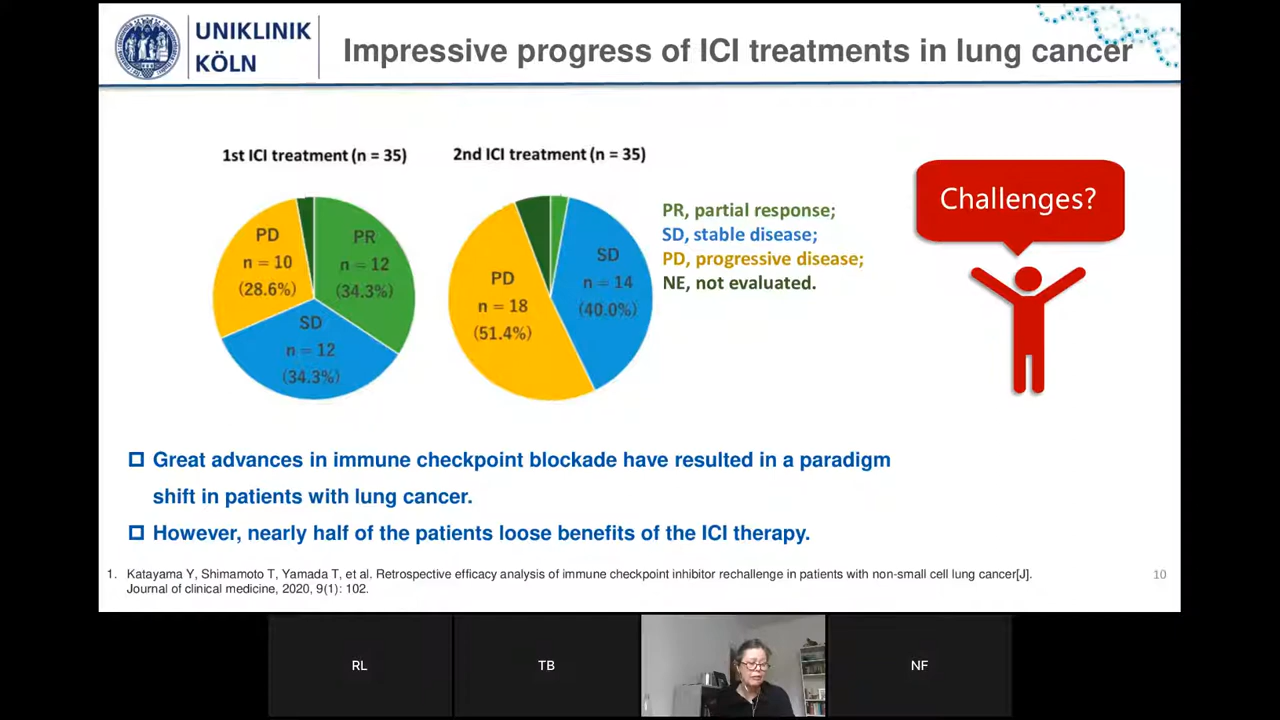 UNIKLINIK
KÖLN
Impressive progress of ICI treatments in lung cancer
1st ICI treatment (n = 35)
2nd ICI treatment (n = 35)
PD
n = 10
(28.6%)
PR
n = 12
(34.3%)
SD
n = 12
(34.3%)
PD
n = 18
(51.4%)
SD
n = 14
(40.0%)
PR, partial response;
SD, stable disease;
PD, progressive disease;
NE, not evaluated.
Challenges?
Great advances in immune checkpoint blockade have resulted in a paradigm
shift in patients with lung cancer.
However, nearly half of the patients loose benefits of the ICI therapy.
1. Katayama Y, Shimamoto T, Yamada T, et al. Retrospective efficacy analysis of immune checkpoint inhibitor rechallenge in patients with non-small cell lung cancer[J].
Journal of clinical medicine, 2020, 9(1): 102.
10
RL
TB
NF